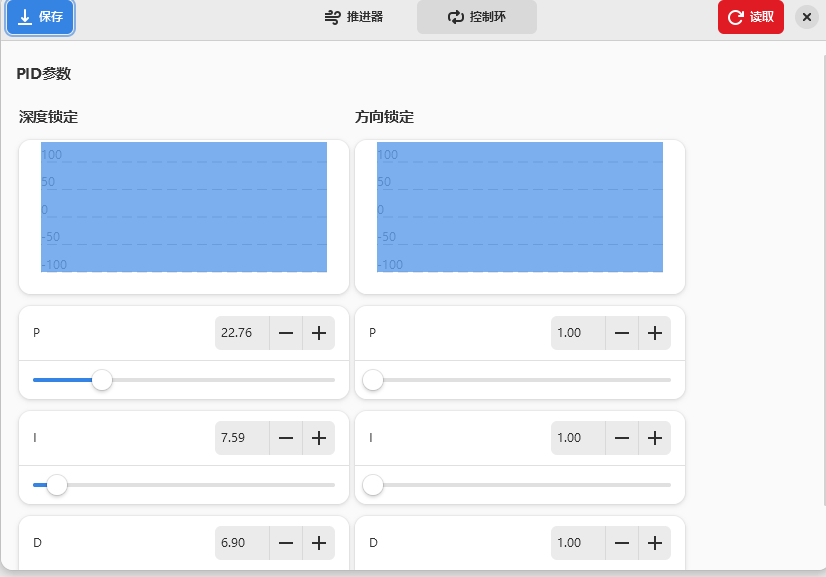 保存 推进器 控制环 读取
PID参数
深度锁定 方向锁定
100 100
50 50
0 0
-50 -50
-100 -100
P 22.76 P 1.00
I 7.59 I 1.00
D 6.90 D 1.00